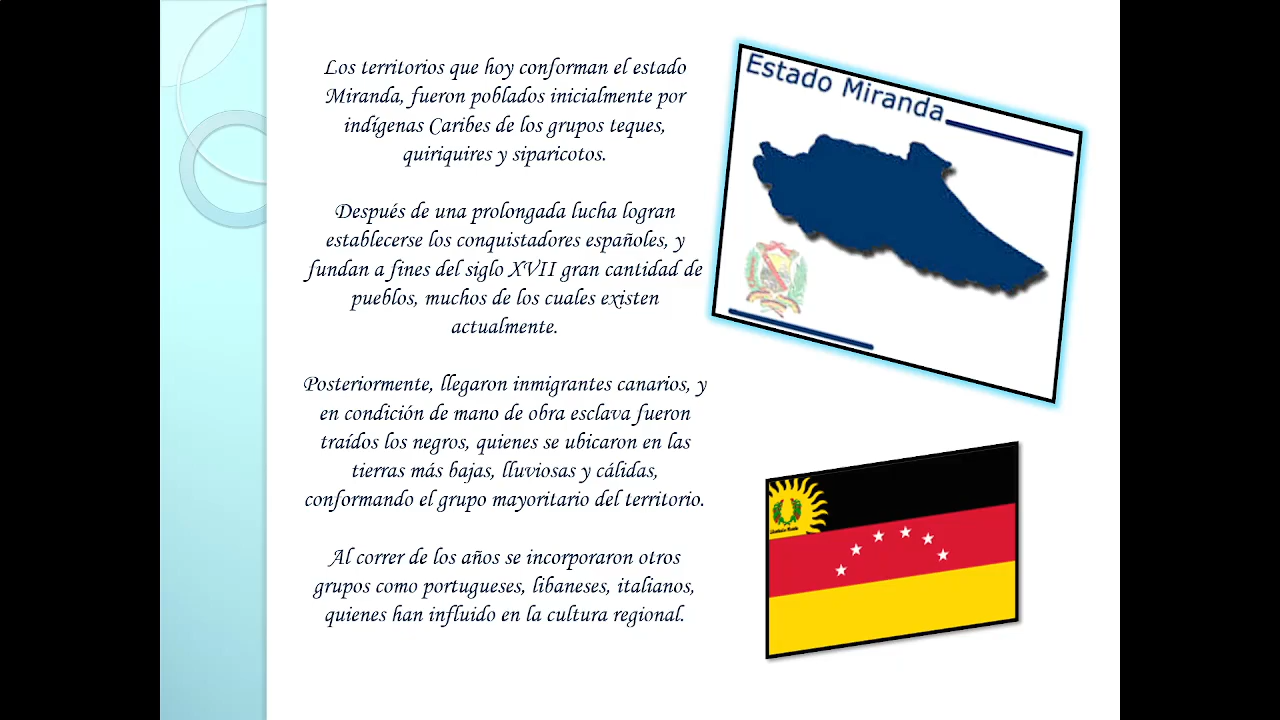 Los territorios que hoy conforman el estado
Miranda, fueron poblados inicialmente por
indígenas Caribes de los grupos teques,
quiriquires y siparicotos.
Después de una prolongada lucha logran
establecerse los conquistadores españoles, y
fundan a fines del siglo XVII gran cantidad de
pueblos, muchos de los cuales existen
actualmente.
Posteriormente, llegaron inmigrantes canarios, y
en condición de mano de obra esclava fueron
traídos los negros, quienes se ubicaron en las
tierras más bajas, lluviosas y cálidas,
conformando el grupo mayoritario del territorio.
Al correr de los años se incorporaron otros
grupos como portugueses, libaneses, italianos,
quienes han influido en la cultura regional.
Estado Miranda